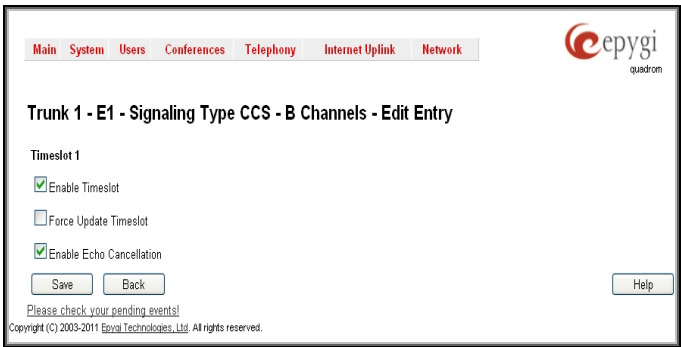 Main System Users Conferences Telephony Internet Uplink Network
epygi
quadrom
Trunk 1 - E1 - Signaling Type CCS - B Channels - Edit Entry
Timeslot 1
Enable Timeslot
Force Update Timeslot
Enable Echo Cancellation
Save Back Help
Please check your pending events!
Copyright (C) 2003-2011 Epygi Technologies, Ltd. All rights reserved.